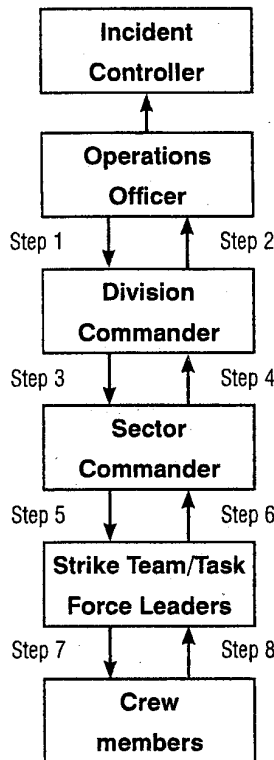 Incident
Controller
Operations
Officer
Step 1
Step 2
Division
Commander
Step 3
Step 4
Sector
Commander
Step 5
Step 6
Strike Team/Task
Force Leaders
Step 7
Step 8
Crew
members